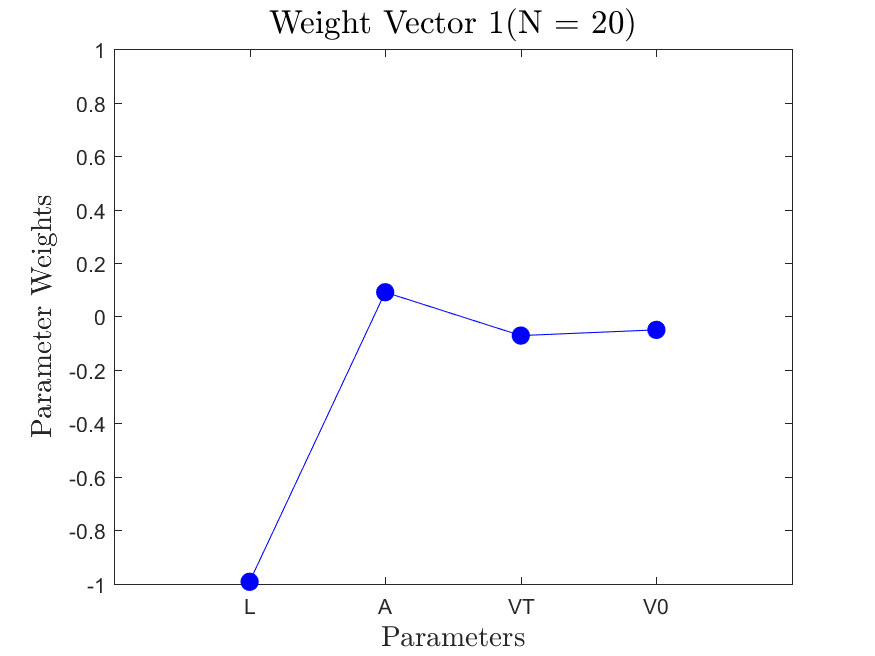 Weight Vector 1(N = 20)
1
0.8
0.6
0.4
0.2
0
-0.2
-0.4
-0.6
-0.8
-1
Parameter Weights
L A VT V0
Parameters